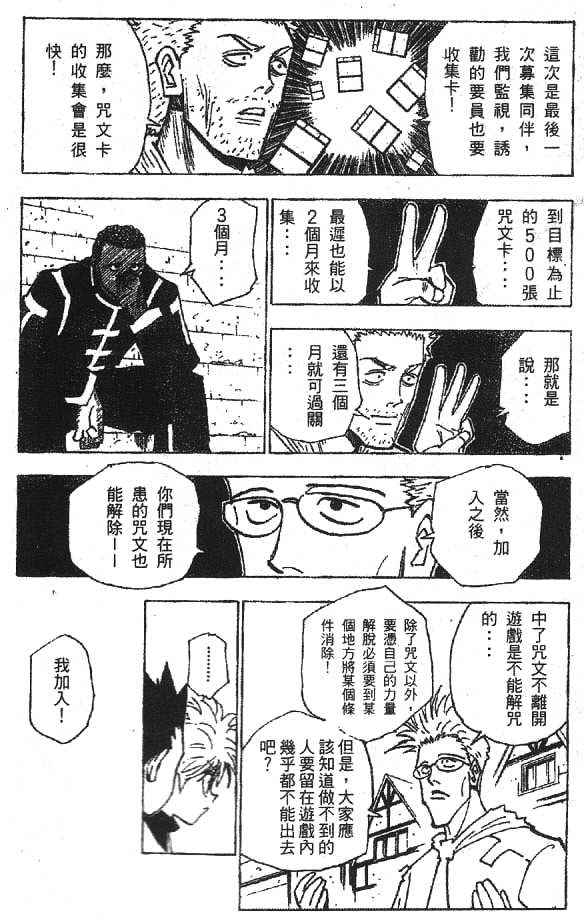 這次是最後一
次募集同伴，
我們監視，誘
勸的要員也要
收集卡！
那麼，咒文卡
的收集會是很
快！
到目標為止
的500張
咒文卡‥‥
最遲也能以
2個月來收
集‥‥
3個月‥‥
那就是
說‥‥
還有三個
月就可過關
‥‥
當然，加
入之後
你們現在所
患的咒文也
能解除——
中了咒文不離開
遊戲是不能解咒
的‥‥
除了咒文以外，
要憑自己的力量
解脫必須要到某
個地方將某個條
件消除！
但是，大家應
該知道做不到的
人要留在遊戲內
幾乎都不能出去
吧？
‥‥‥‥
我加入！